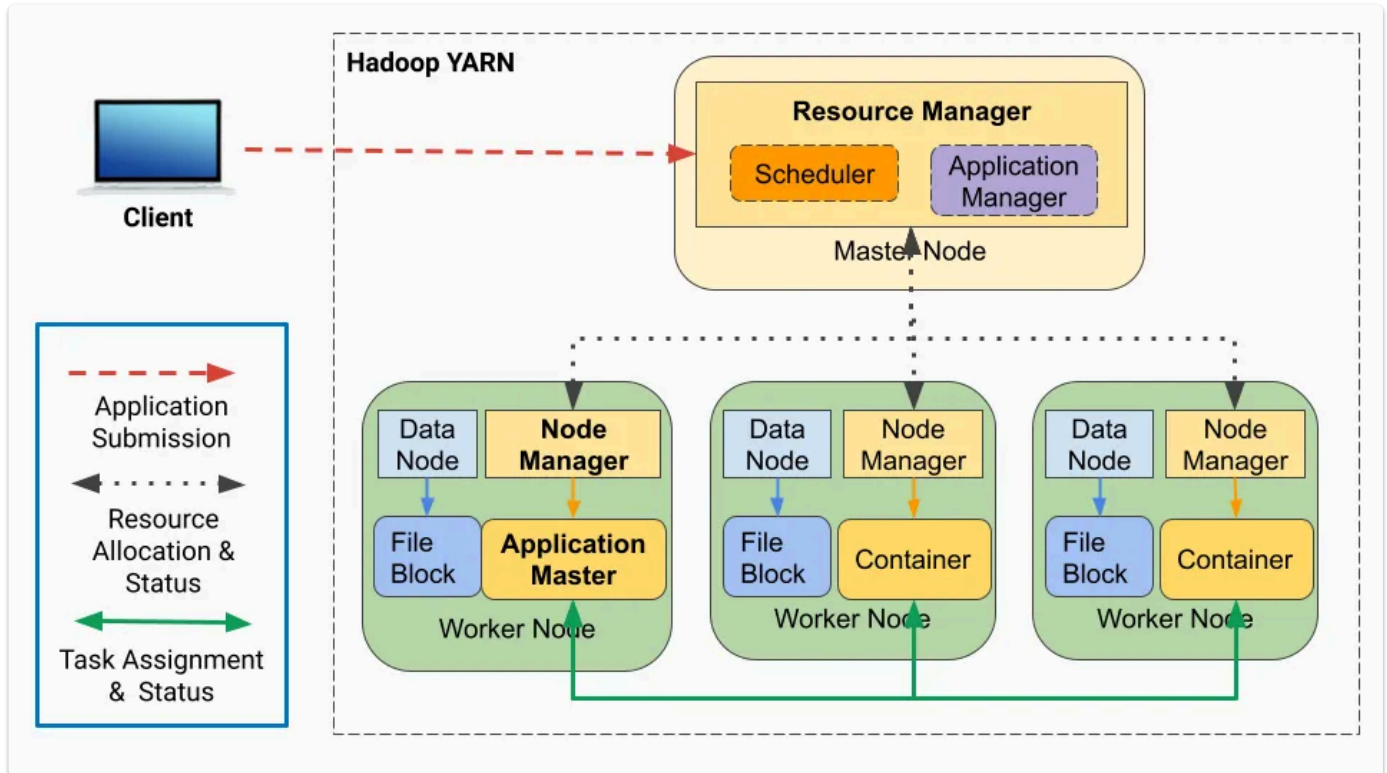 Hadoop YARN
Resource Manager
Scheduler
Application
Manager
Master Node
Client
Application
Submission
Resource
Allocation &
Status
Task Assignment
& Status
Data
Node
Node
Manager
File
Block
Application
Master
Worker Node
Data
Node
Node
Manager
File
Block
Container
Worker Node
Data
Node
Node
Manager
File
Block
Container
Worker Node